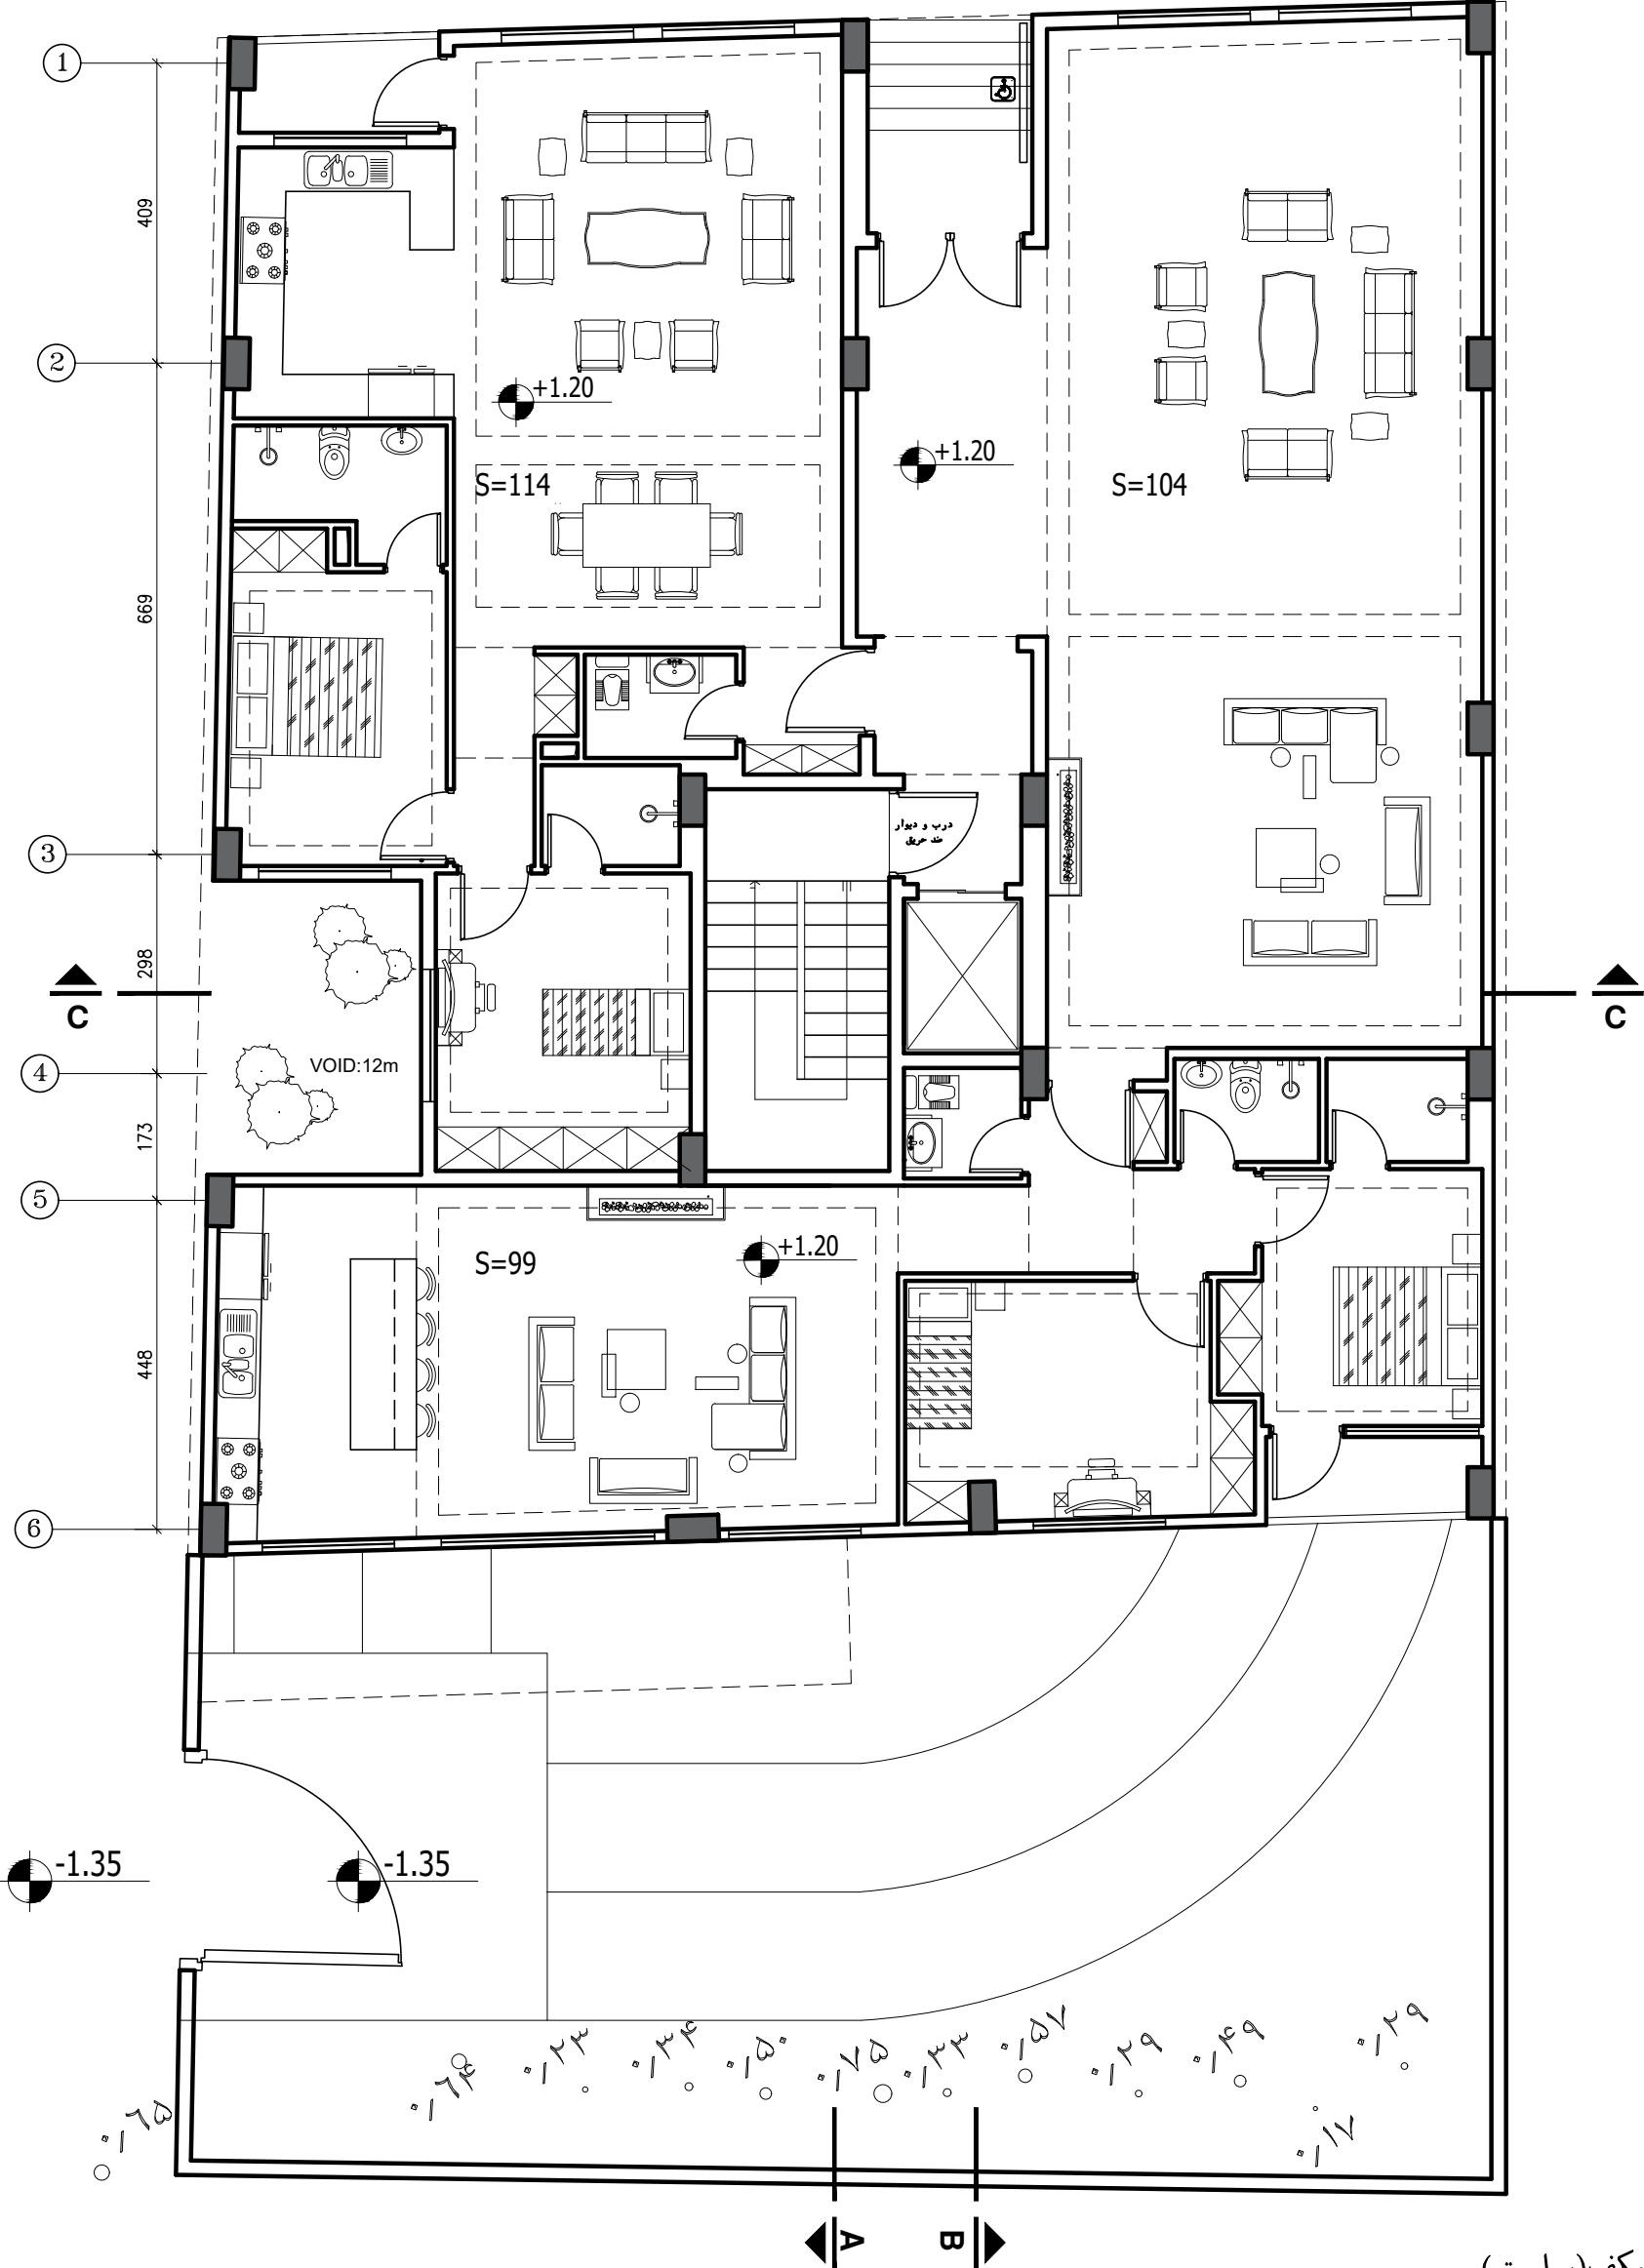 1
409
2
+1.20
+1.20
S=114
S=104
669
درب و دیوار
ضد حریق
3
298
C
C
4
VOID:12m
173
5
S=99
+1.20
448
6
-1.35
-1.35
۰/۶۵
۰/۶۴
۰/۲۳
۰/۳۴
۰/۵۰
۰/۷۵
۰/۳۳
۰/۵۷
۰/۲۹
۰/۴۹
۰/۲۹
۰/۱۷
A
B